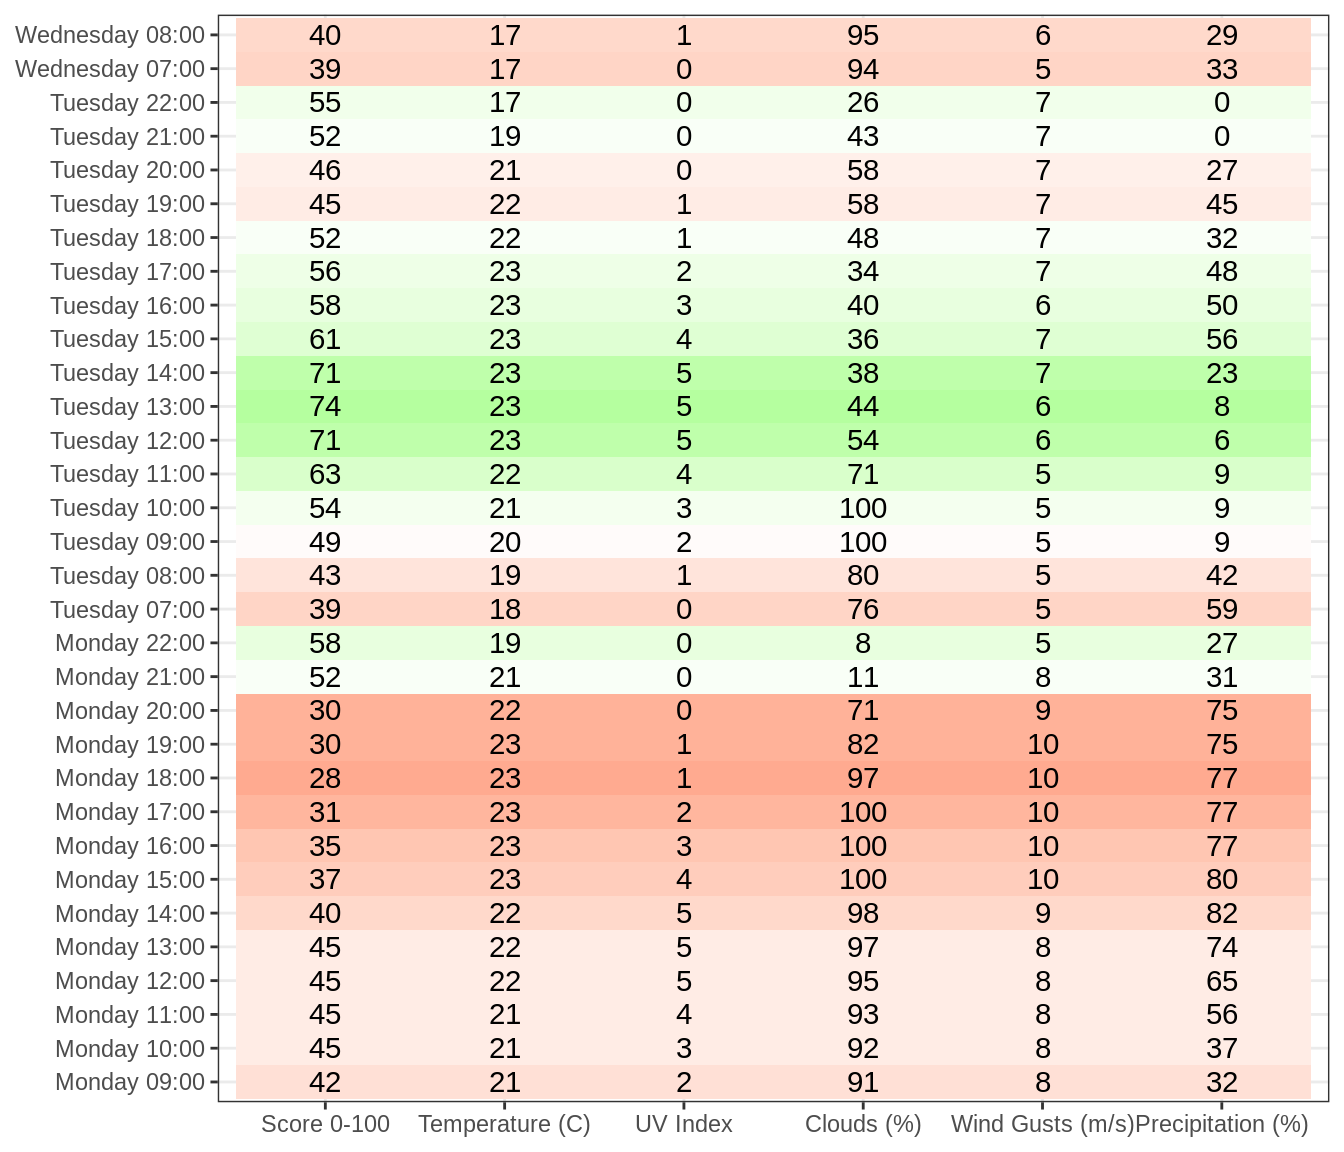 Wednesday 08:00 40 17 1 95 6 29
Wednesday 07:00 39 17 0 94 5 33
Tuesday 22:00 55 17 0 26 7 0
Tuesday 21:00 52 19 0 43 7 0
Tuesday 20:00 46 21 0 58 7 27
Tuesday 19:00 45 22 1 58 7 45
Tuesday 18:00 52 22 1 48 7 32
Tuesday 17:00 56 23 2 34 7 48
Tuesday 16:00 58 23 3 40 6 50
Tuesday 15:00 61 23 4 36 7 56
Tuesday 14:00 71 23 5 38 7 23
Tuesday 13:00 74 23 5 44 6 8
Tuesday 12:00 71 23 5 54 6 6
Tuesday 11:00 63 22 4 71 5 9
Tuesday 10:00 54 21 3 100 5 9
Tuesday 09:00 49 20 2 100 5 9
Tuesday 08:00 43 19 1 80 5 42
Tuesday 07:00 39 18 0 76 5 59
Monday 22:00 58 19 0 8 5 27
Monday 21:00 52 21 0 11 8 31
Monday 20:00 30 22 0 71 9 75
Monday 19:00 30 23 1 82 10 75
Monday 18:00 28 23 1 97 10 77
Monday 17:00 31 23 2 100 10 77
Monday 16:00 35 23 3 100 10 77
Monday 15:00 37 23 4 100 10 80
Monday 14:00 40 22 5 98 9 82
Monday 13:00 45 22 5 97 8 74
Monday 12:00 45 22 5 95 8 65
Monday 11:00 45 21 4 93 8 56
Monday 10:00 45 21 3 92 8 37
Monday 09:00 42 21 2 91 8 32
Score 0-100 Temperature (C) UV Index Clouds (%) Wind Gusts (m/s) Precipitation (%)